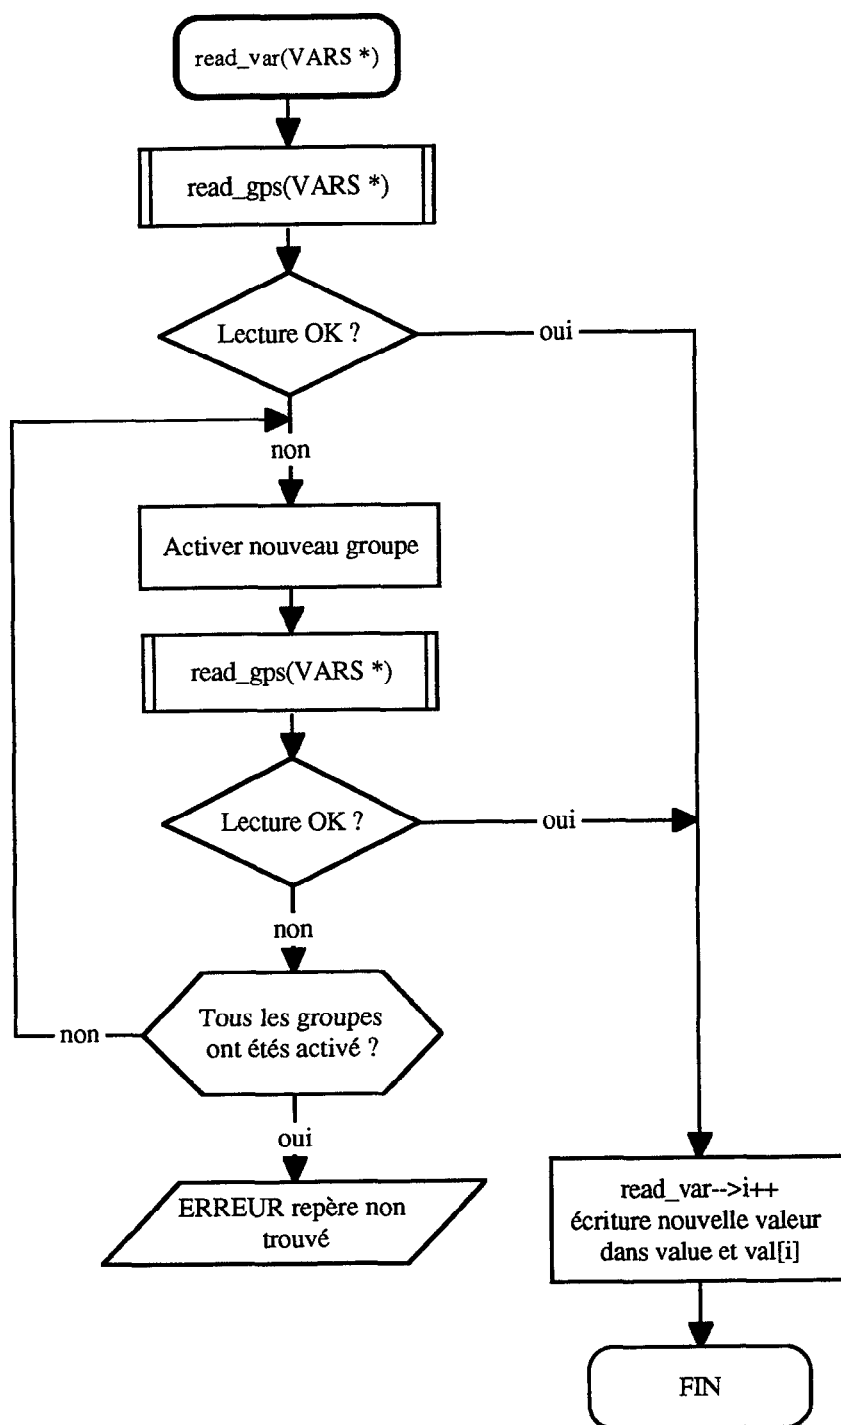 read_var(VARS *)
read_gps(VARS *)
Lecture OK ?
oui
non
Activer nouveau groupe
read_gps(VARS *)
Lecture OK ?
oui
non
Tous les groupes
ont étés activé ?
non
oui
ERREUR repère non
trouvé
read_var-->i++
écriture nouvelle valeur
dans value et val[i]
FIN